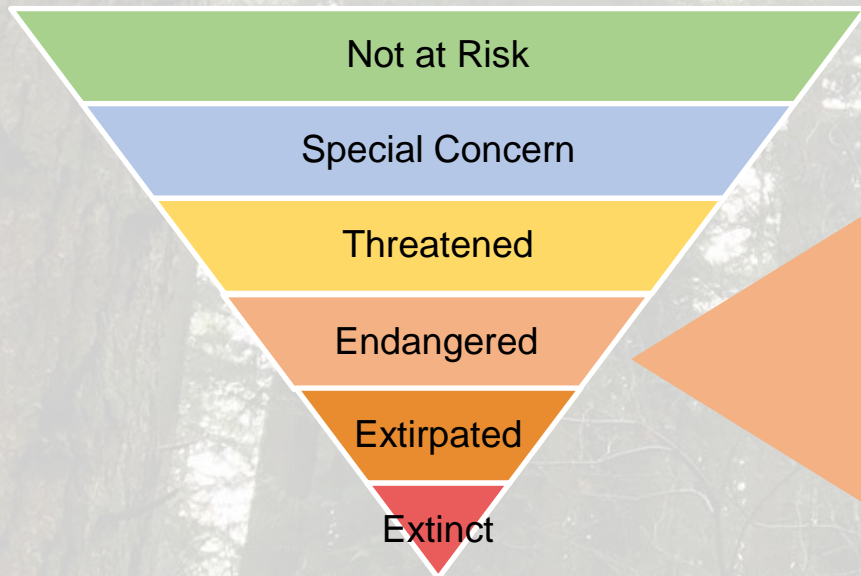 Not at Risk
Special Concern
Threatened
Endangered
Extirpated
Extinct